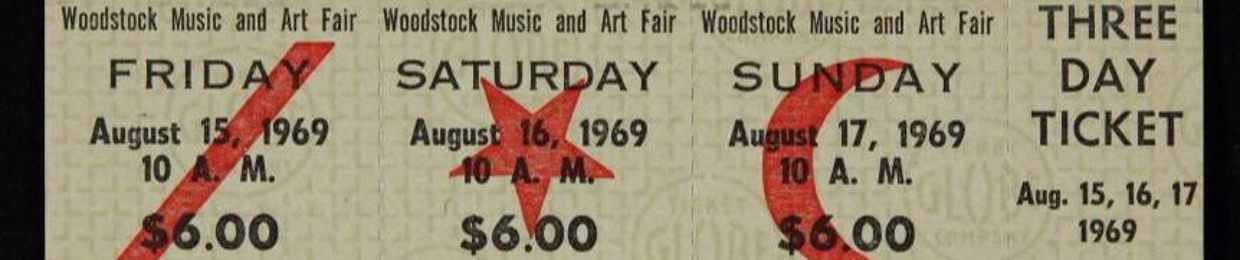 Woodstock Music and Art Fair
FRIDAY
August 15, 1969
10 A. M.
$6.00
Woodstock Music and Art Fair
SATURDAY
August 16, 1969
10 A. M.
$6.00
Woodstock Music and Art Fair
SUNDAY
August 17, 1969
10 A. M.
$6.00
THREE
DAY
TICKET
Aug. 15, 16, 17
1969